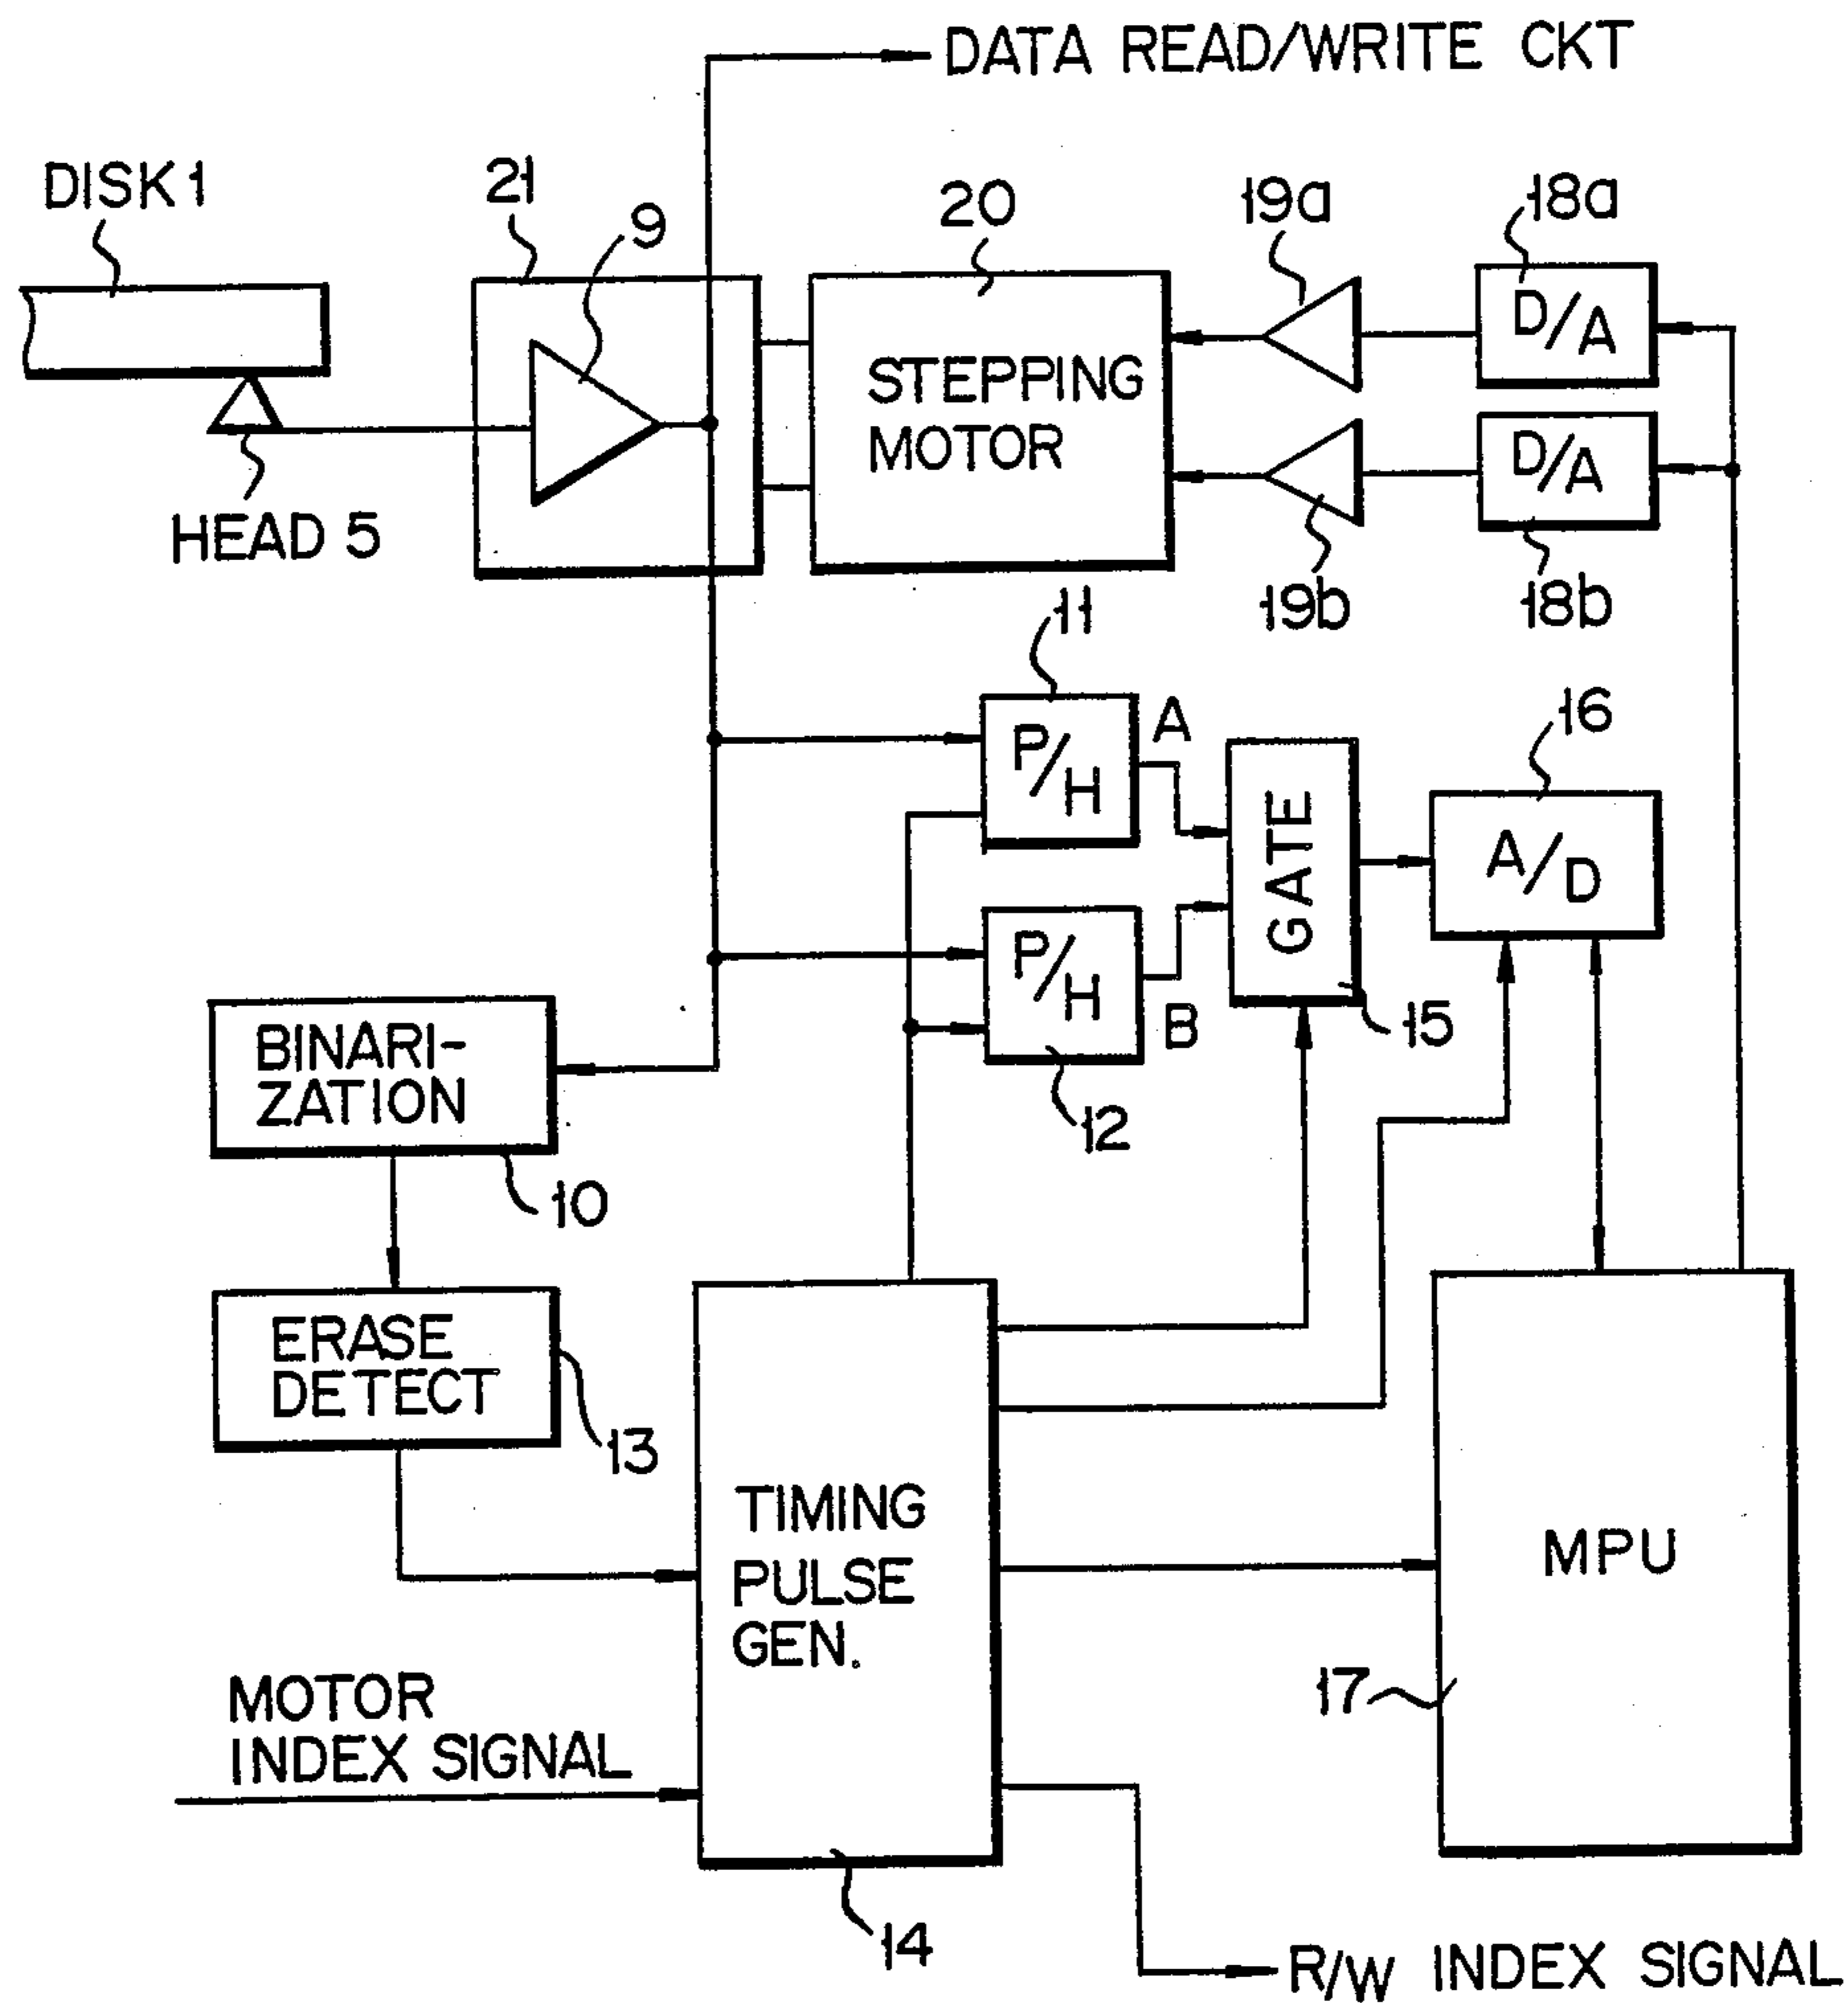 DATA READ/WRITE CKT
DISK 1
21
9
20
19a
18a
D/A
STEPPING
MOTOR
D/A
HEAD 5
19b
18b
11
P/H
A
16
GATE
A/D
P/H
B
15
12
BINARI-
ZATION
10
ERASE
DETECT
13
TIMING
PULSE
GEN.
MPU
17
MOTOR
INDEX SIGNAL
14
R/W INDEX SIGNAL